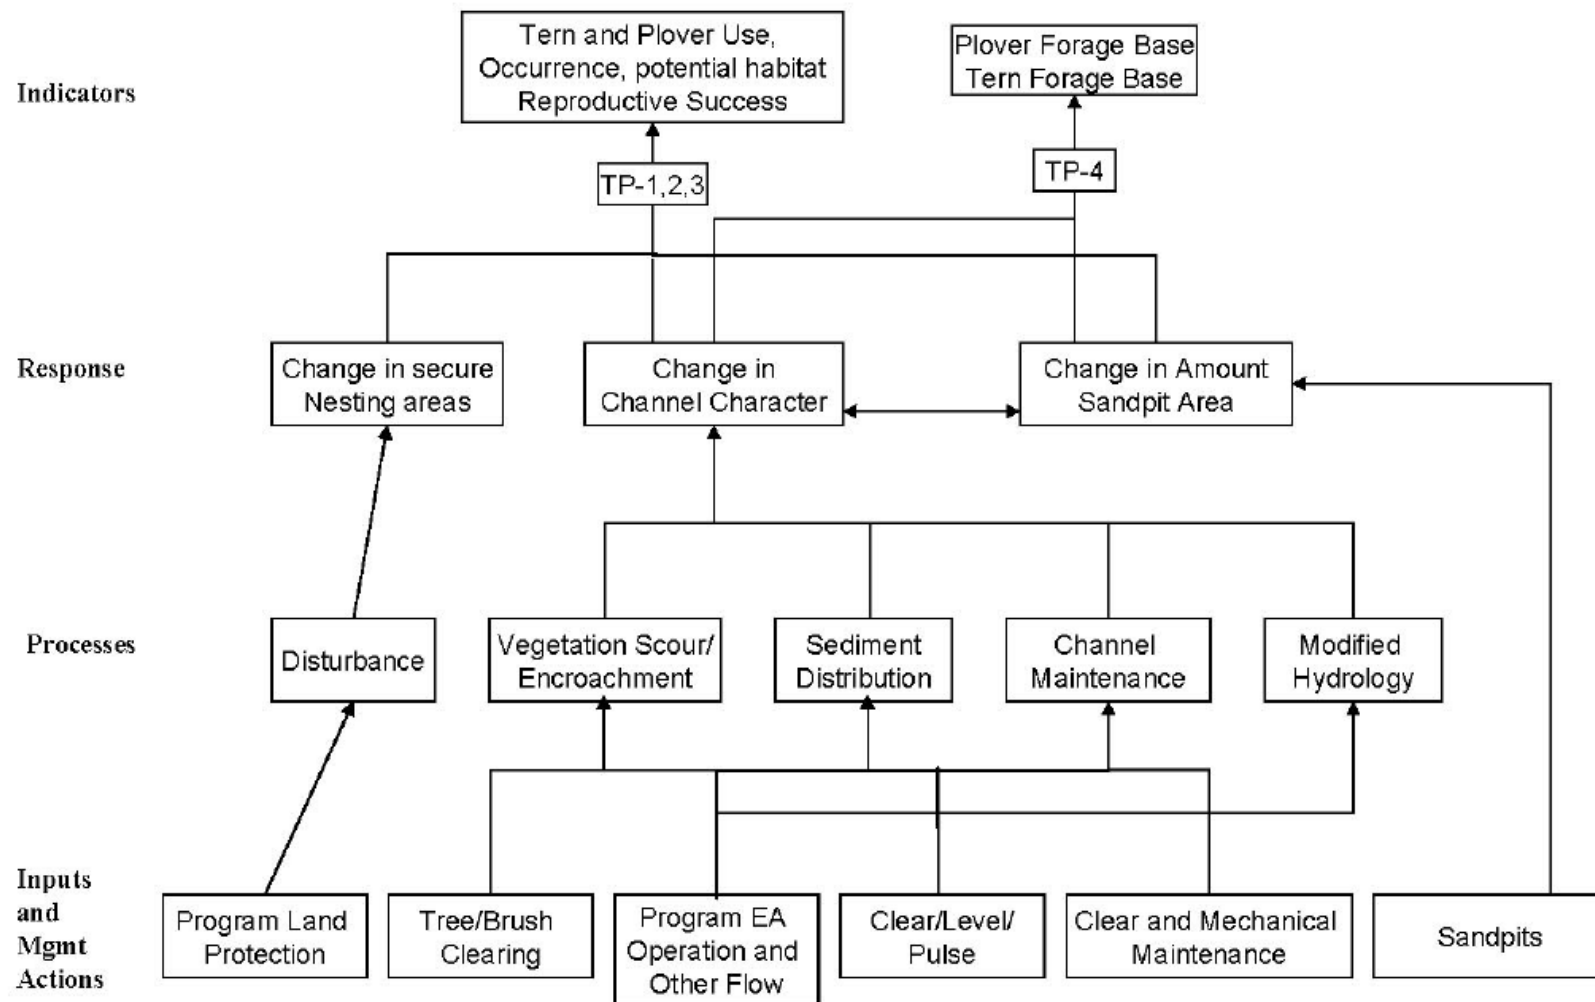 Indicators
Tern and Plover Use,
Occurrence, potential habitat
Reproductive Success
Plover Forage Base
Tern Forage Base
TP-1,2,3
TP-4
Response
Change in secure
Nesting areas
Change in
Channel Character
Change in Amount
Sandpit Area
Processes
Disturbance
Vegetation Scour/
Encroachment
Sediment
Distribution
Channel
Maintenance
Modified
Hydrology
Inputs
and
Mgmt
Actions
Program Land
Protection
Tree/Brush
Clearing
Program EA
Operation and
Other Flow
Clear/Level/
Pulse
Clear and Mechanical
Maintenance
Sandpits